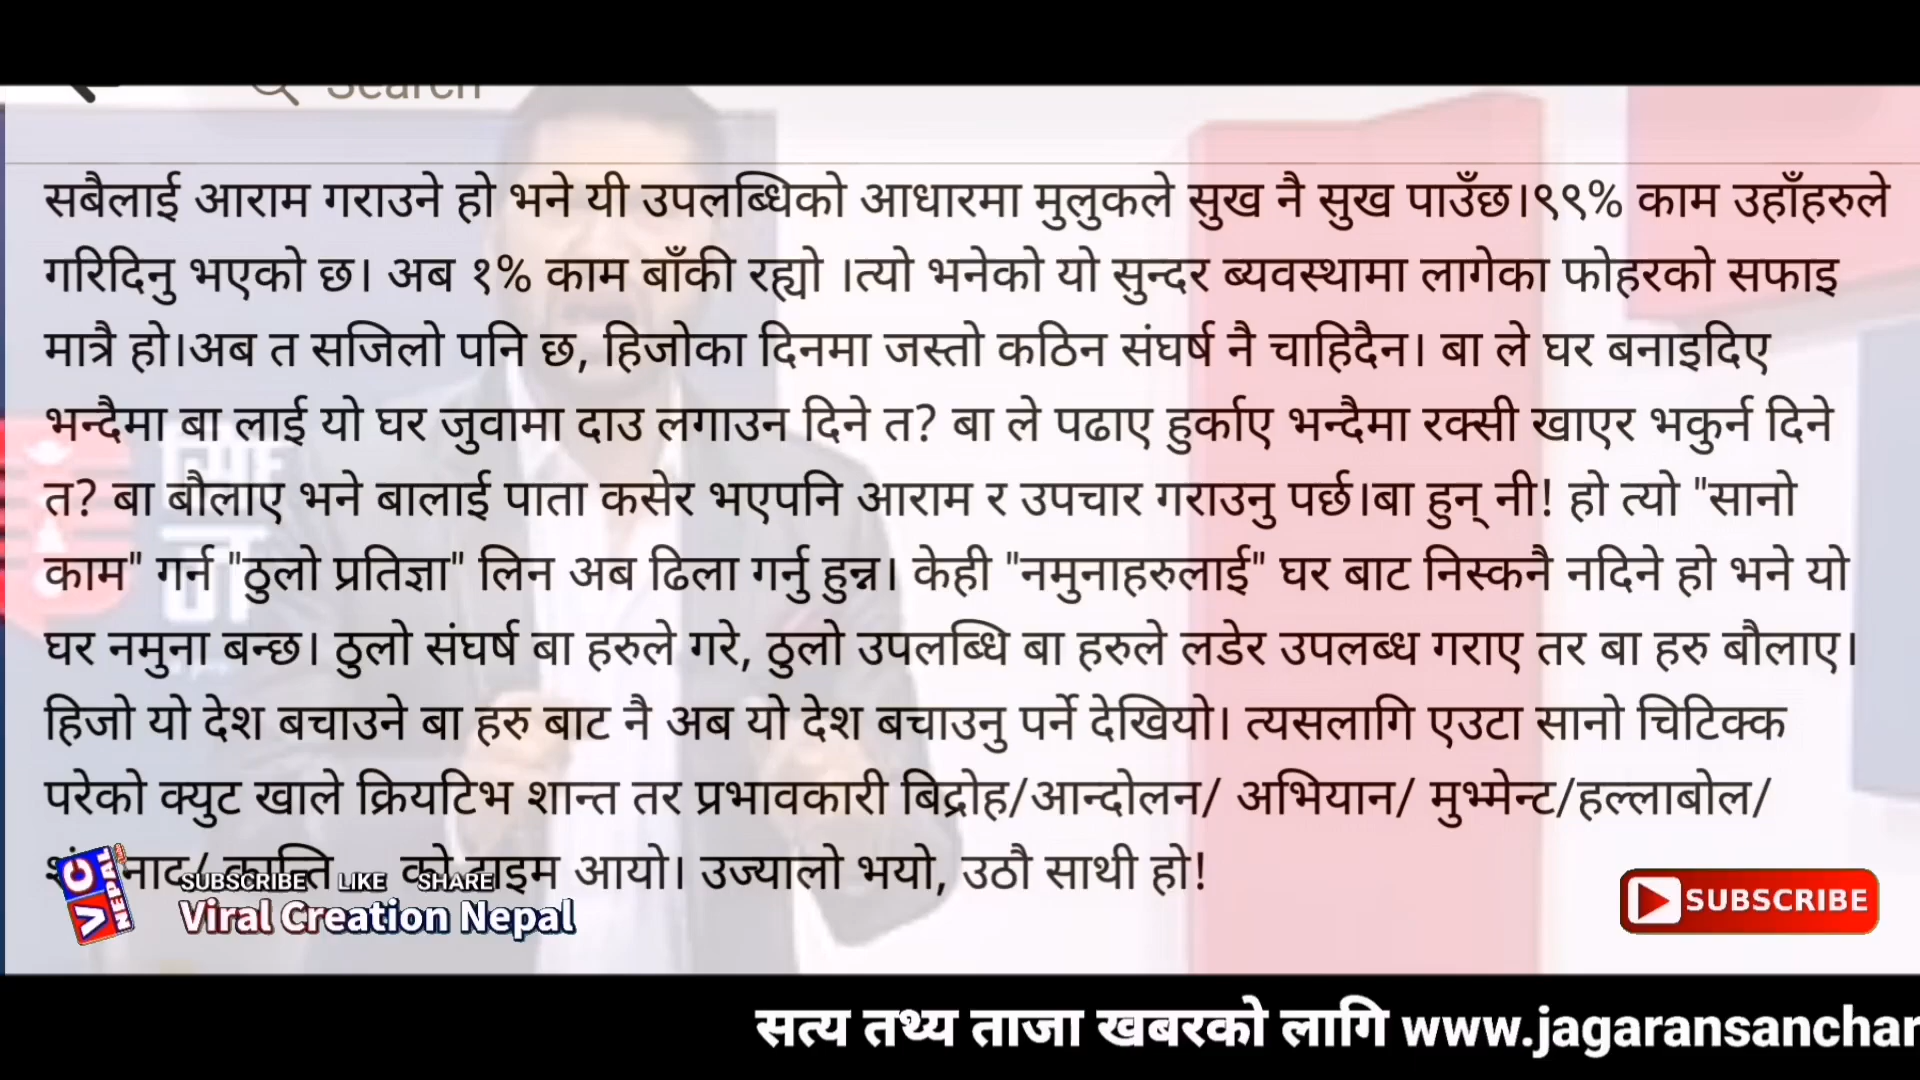 Search
सबैलाई आराम गराउने हो भने यी उपलब्धिको आधारमा मुलुकले सुख नै सुख पाउँछ।९९% काम उहाँहरुले
गरिदिनु भएको छ। अब १% काम बाँकी रह्यो ।त्यो भनेको यो सुन्दर ब्यवस्थामा लागेका फोहरको सफाइ
मात्रै हो।अब त सजिलो पनि छ, हिजोका दिनमा जस्तो कठिन संघर्ष नै चाहिदैन। बा ले घर बनाइदिए
भन्दैमा बा लाई यो घर जुवामा दाउ लगाउन दिने त? बा ले पढाए हुर्काए भन्दैमा रक्सी खाएर भकुर्न दिने
त? बा बौलाए भने बालाई पाता कसेर भएपनि आराम र उपचार गराउनु पर्छ।बा हुन् नी! हो त्यो "सानो
काम" गर्न "ठुलो प्रतिज्ञा" लिन अब ढिला गर्नु हुन्न। केही "नमुनाहरुलाई" घर बाट निस्कनै नदिने हो भने यो
घर नमुना बन्छ। ठुलो संघर्ष बा हरुले गरे, ठुलो उपलब्धि बा हरुले लडेर उपलब्ध गराए तर बा हरु बौलाए।
हिजो यो देश बचाउने बा हरु बाट नै अब यो देश बचाउनु पर्ने देखियो। त्यसलागि एउटा सानो चिटिक्क
परेको क्युट खाले क्रियटिभ शान्त तर प्रभावकारी बिद्रोह/आन्दोलन/ अभियान/ मुभ्मेन्ट/हल्लाबोल/
नाद/ क्रान्ति को टाइम आयो। उज्यालो भयो, उठौ साथी हो!
VC NEPAL
SUBSCRIBE LIKE SHARE
Viral Creation Nepal
SUBSCRIBE
सत्य तथ्य ताजा खबरको लागि www.jagaransanchar